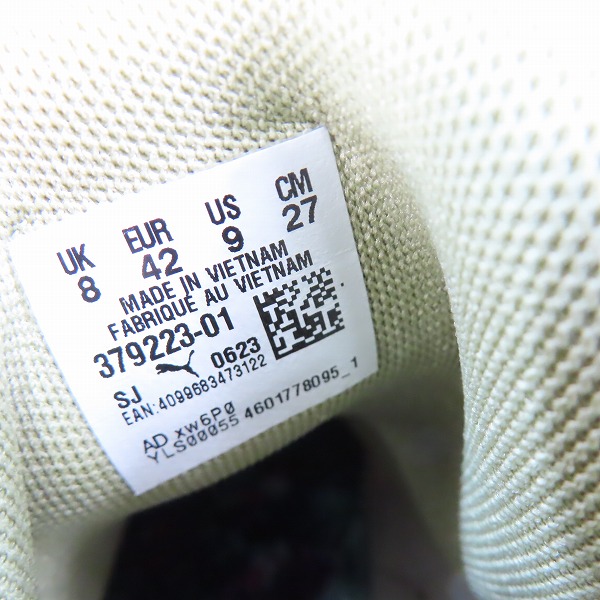 UK EUR US CM
8 42 9 27
MADE IN VIETNAM
FABRIQUE AU VIETNAM
379223-01
SJ 0623
EAN:4099683473122
AD xw6PØ
YLS00055 4601778095_1